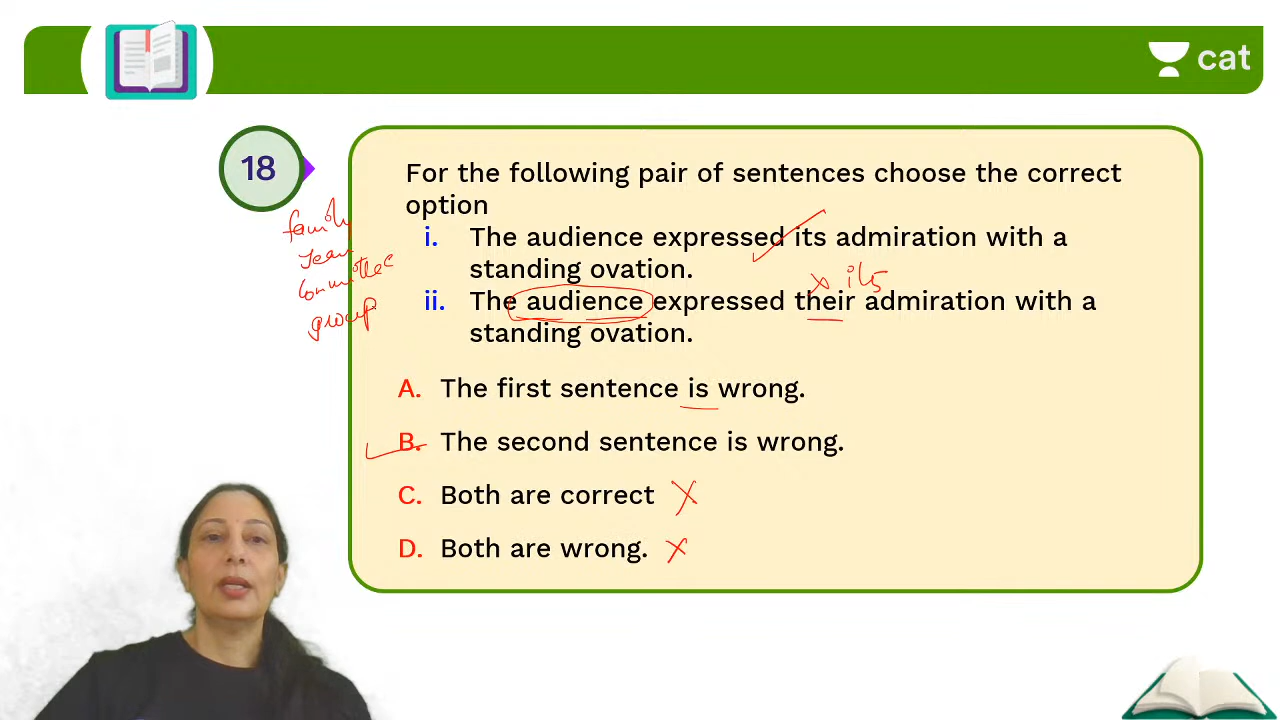 cat
18
For the following pair of sentences choose the correct
option
i. The audience expressed its admiration with a
standing ovation.
its
ii. The audience expressed their admiration with a
standing ovation.
family
team
committee
group
A. The first sentence is wrong.
B. The second sentence is wrong.
C. Both are correct
D. Both are wrong.